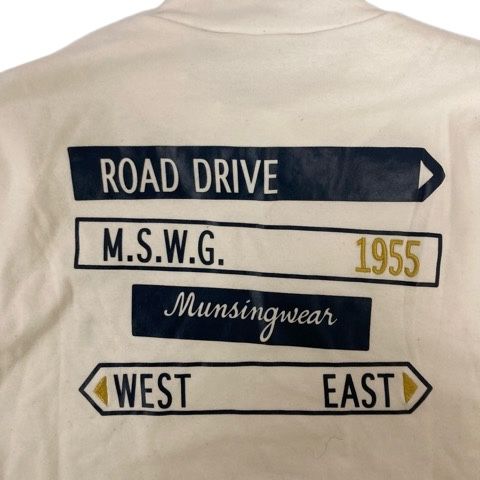 ROAD DRIVE
M.S.W.G. 1955
Munsingwear
WEST EAST